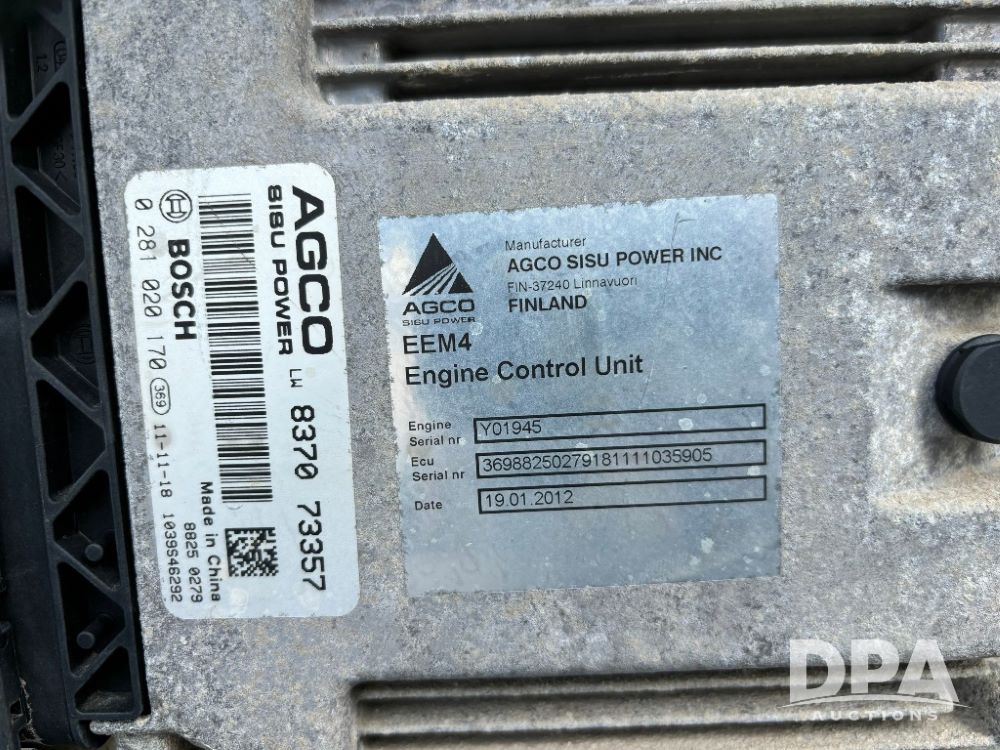 AGCO
SISU POWER
LW 8370 73357
BOSCH
Made in China
8825 0279
0 281 020 170 369 11-11-18 1039S46292
AGCO
SISU POWER
Manufacturer
AGCO SISU POWER INC
FIN-37240 Linnavuori
FINLAND
EEM4
Engine Control Unit
Engine
Serial nr Y01945
Ecu
Serial nr 36988250279181111035905
Date 19.01.2012
DPA
AUCTIONS